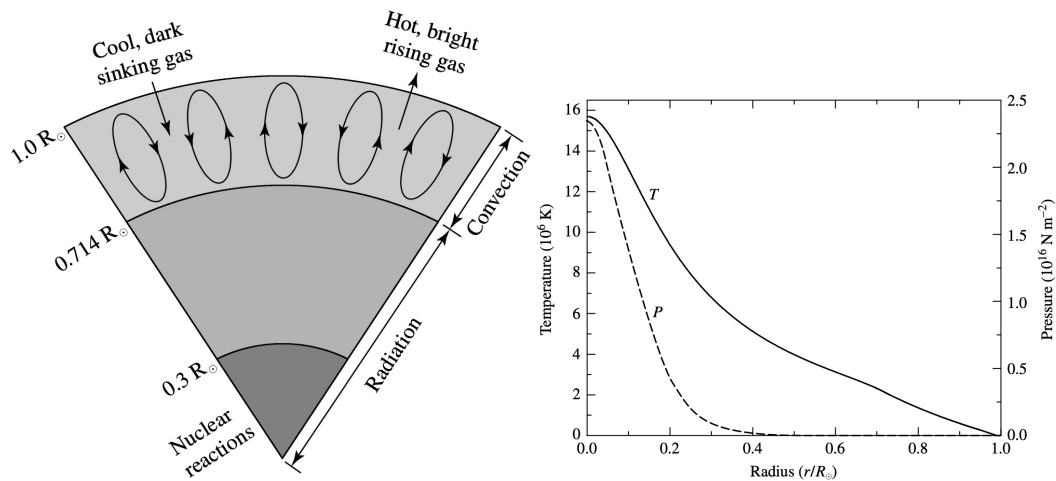 Cool, dark
sinking gas
Hot, bright
rising gas
1.0 R☉
0.714 R☉
0.3 R☉
Nuclear
reactions
Convection
Radiation
Temperature (10⁶ K)
16
14
12
10
8
6
4
2
0
T
P
2.5
2.0
1.5
1.0
0.5
0.0
Pressure (10¹⁶ N m⁻²)
0.0 0.2 0.4 0.6 0.8 1.0
Radius (r/R☉)